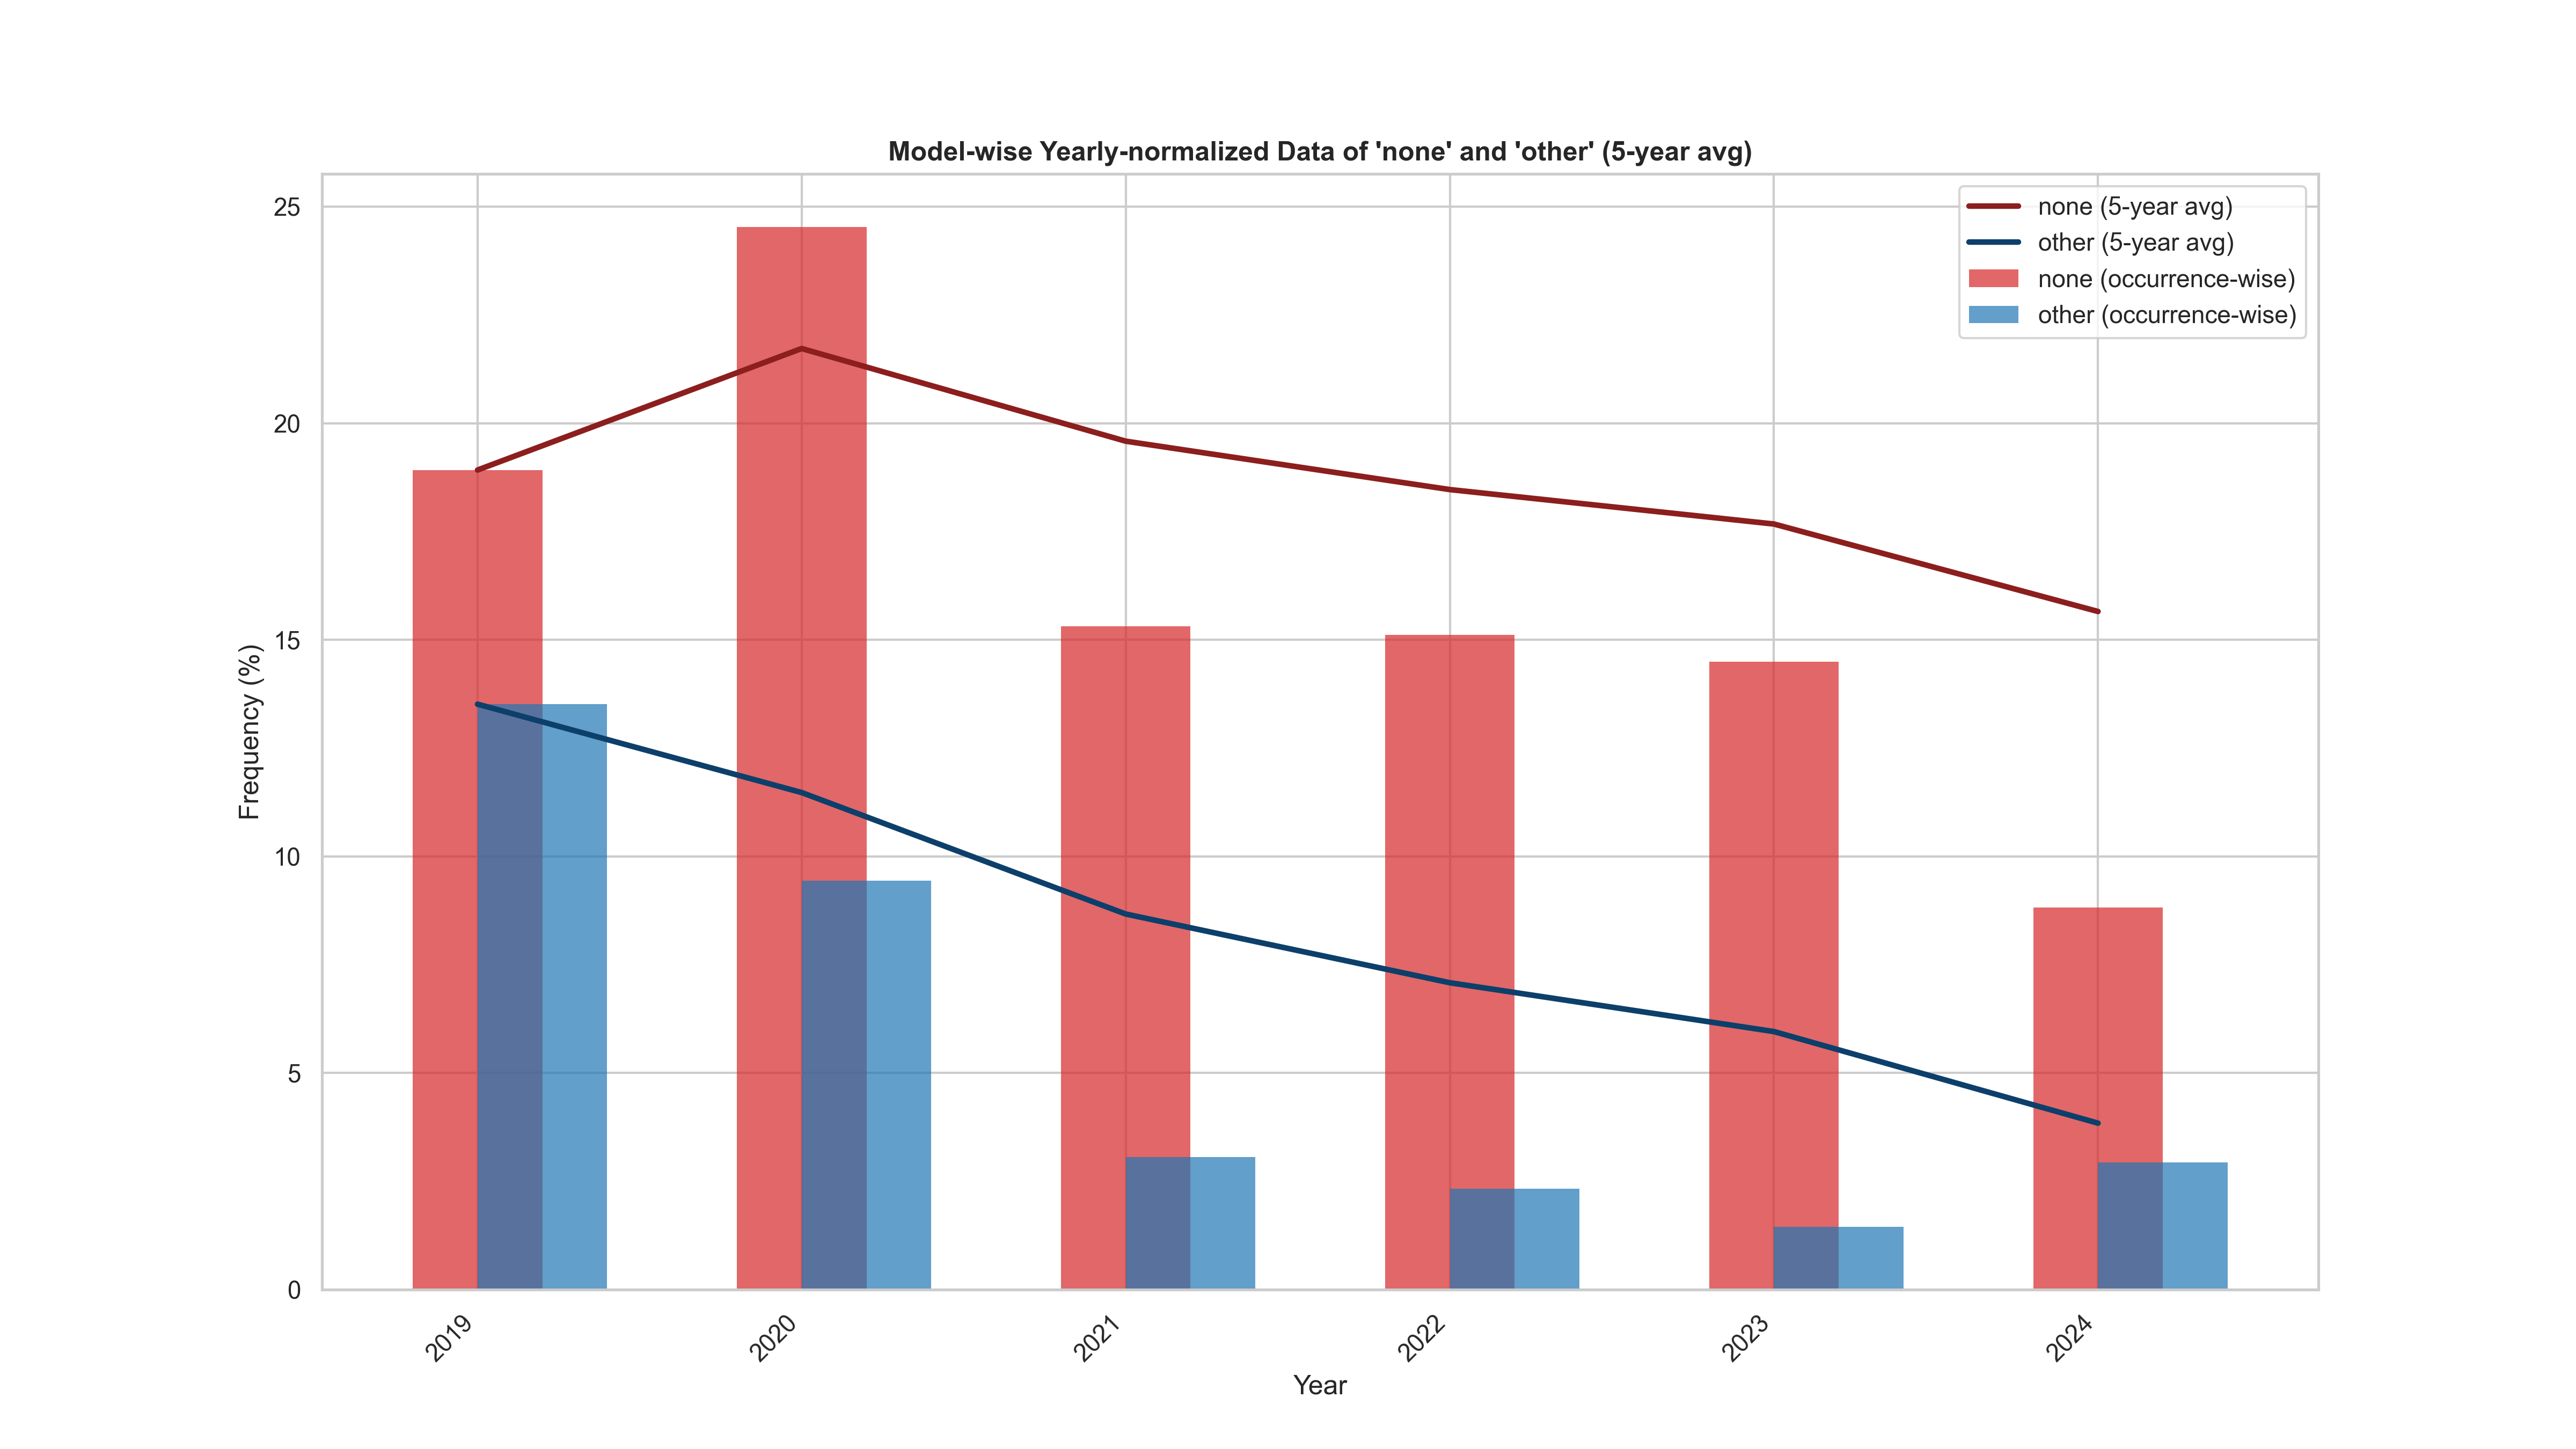 Model-wise Yearly-normalized Data of 'none' and 'other' (5-year avg)
none (5-year avg)
other (5-year avg)
none (occurrence-wise)
other (occurrence-wise)
Frequency (%)
25
20
15
10
5
0
2019
2020
2021
2022
2023
2024
Year